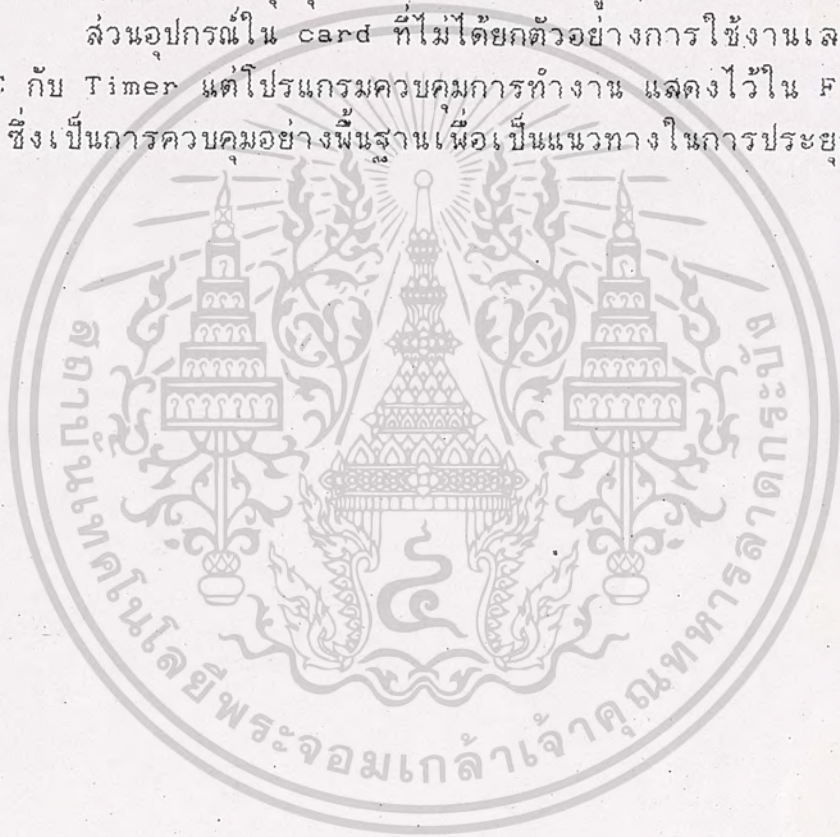 ส่วนอุปกรณ์ใน card ที่ไม่ได้ยกตัวอย่างการใช้งานเล
กับ Timer แต่โปรแกรมควบคุมการทำงาน แสดงไว้ใน F
ซึ่งเป็นการควบคุมอย่างพื้นฐานเพื่อเป็นแนวทางในการประยุ
สถาบันเทคโนโลยีพระจอมเกล้าเจ้าคุณทหารลาดกระบัง